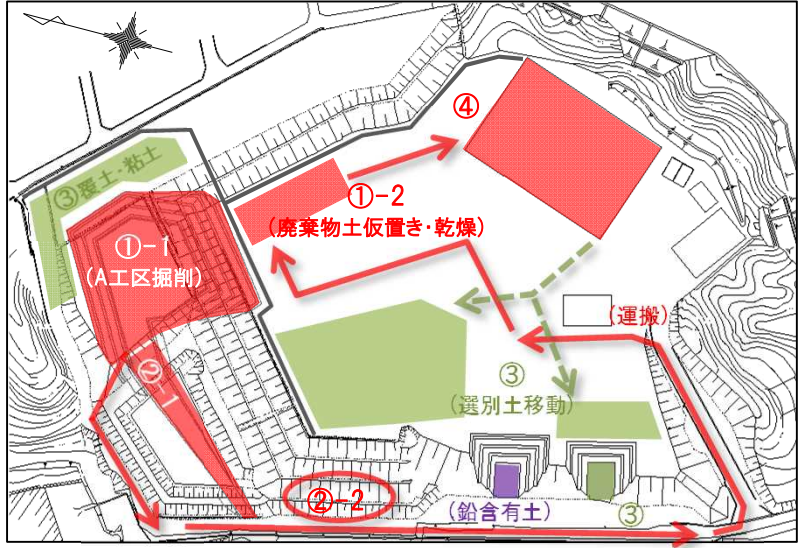 ④
①-2
(廃棄物土仮置き・乾燥)
③覆土・粘土
①-1
(A工区掘削)
(運搬)
②-1
③
(選別土移動)
②-2
(鉛含有土)
③